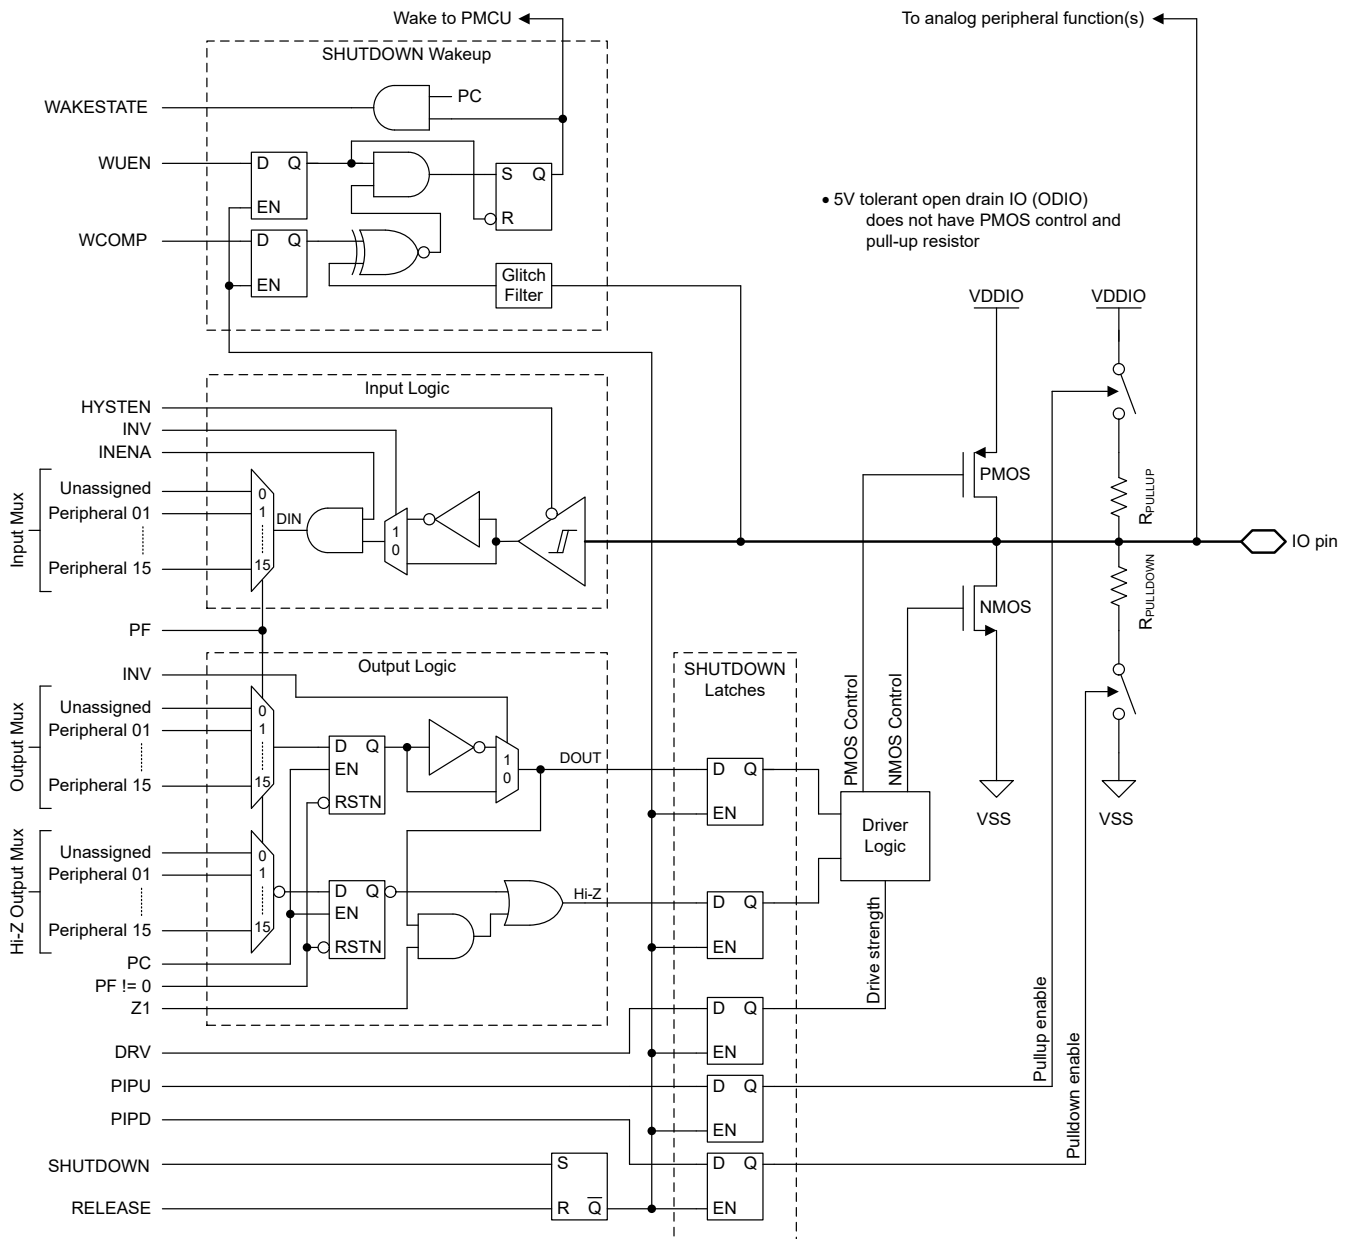 Wake to PMCU
To analog peripheral function(s)
SHUTDOWN Wakeup
WAKESTATE
PC
WUEN
D Q
EN
S Q
R
WCOMP
D Q
EN
Glitch
Filter
• 5V tolerant open drain IO (ODIO)
does not have PMOS control and
pull-up resistor
VDDIO
VDDIO
Input Logic
HYSTEN
INV
INENA
Input Mux
Unassigned
Peripheral 01
Peripheral 15
0
1
15
DIN
1
0
PMOS
RPULLUP
IO pin
NMOS
RPULLDOWN
PF
Output Logic
INV
Output Mux
Unassigned
Peripheral 01
Peripheral 15
0
1
15
D Q
EN
RSTN
1
0
DOUT
SHUTDOWN
Latches
D Q
EN
PMOS Control
NMOS Control
Driver
Logic
VSS
VSS
Hi-Z Output Mux
Unassigned
Peripheral 01
Peripheral 15
0
1
15
D Q
EN
RSTN
Hi-Z
D Q
EN
Drive strength
PC
PF != 0
Z1
D Q
EN
DRV
PIPU
D Q
EN
Pullup enable
PIPD
Pulldown enable
SHUTDOWN
S
R Q
D Q
EN
RELEASE